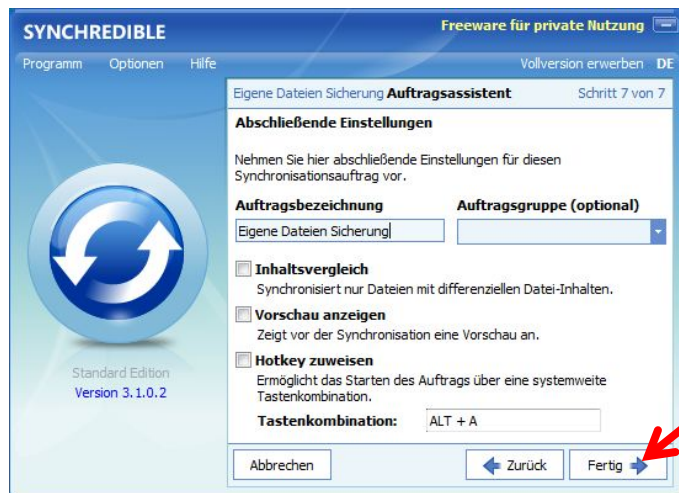 SYNCHREDIBLE
Freeware für private Nutzung
Programm Optionen Hilfe
Vollversion erwerben DE
Eigene Dateien Sicherung Auftragsassistent
Schritt 7 von 7
Abschließende Einstellungen
Nehmen Sie hier abschließende Einstellungen für diesen
Synchronisationsauftrag vor.
Auftragsbezeichnung
Auftragsgruppe (optional)
Eigene Dateien Sicherung
Inhaltsvergleich
Synchronisiert nur Dateien mit differenziellen Datei-Inhalten.
Vorschau anzeigen
Zeigt vor der Synchronisation eine Vorschau an.
Hotkey zuweisen
Ermöglicht das Starten des Auftrags über eine systemweite
Tastenkombination.
Tastenkombination: ALT + A
Standard Edition
Version 3.1.0.2
Abbrechen
Zurück
Fertig